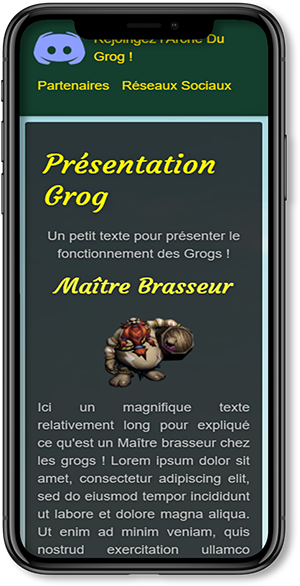 Rejoingez l'Arche Du
Grog !
Partenaires Réseaux Sociaux
Présentation
Grog
Un petit texte pour présenter le
fonctionnement des Grogs !
Maître Brasseur
Ici un magnifique texte
relativement long pour expliqué
ce qu'est un Maître brasseur chez
les grogs ! Lorem ipsum dolor sit
amet, consectetur adipiscing elit,
sed do eiusmod tempor incididunt
ut labore et dolore magna aliqua.
Ut enim ad minim veniam, quis
nostrud exercitation ullamco